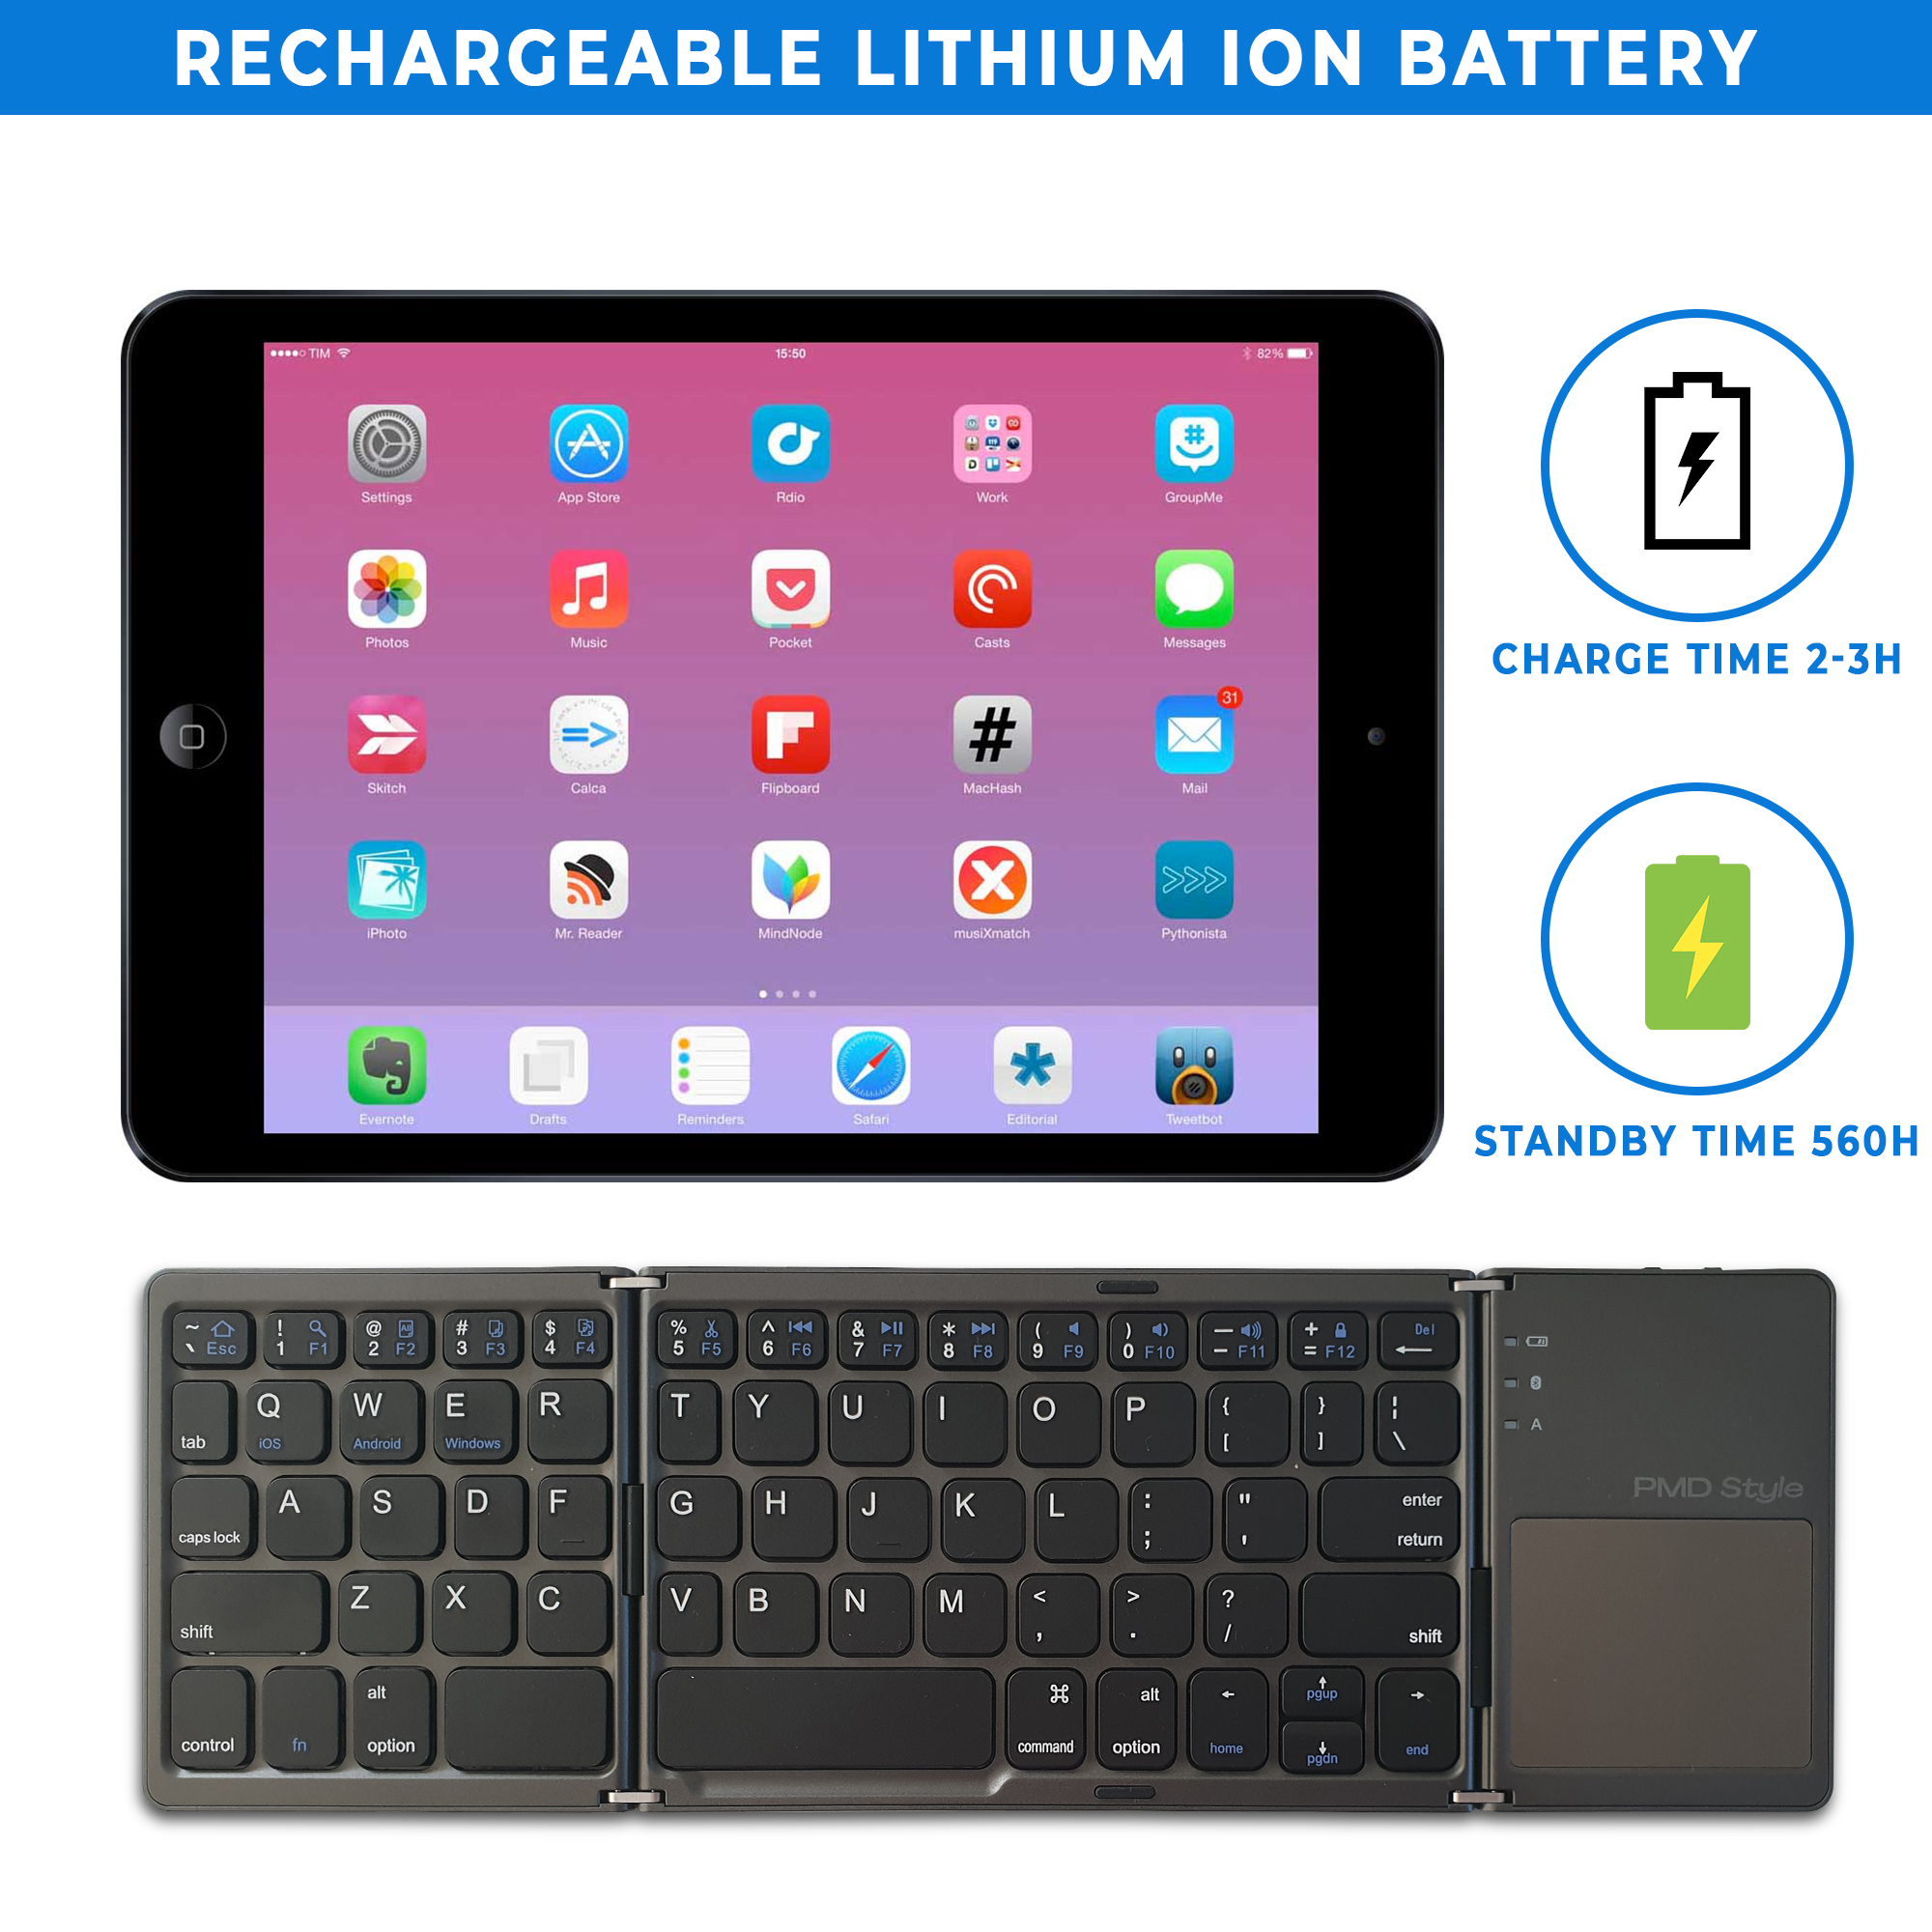 RECHARGEABLE LITHIUM ION BATTERY
TIM 15:50 82%
Settings App Store Rdio Work GroupMe
Photos Music Pocket Casts Messages
31
Skitch Calca Flipboard MacHash Mail
iPhoto Mr. Reader MindNode musiXmatch Pythonista
Evernote Drafts Reminders Safari Editorial Tweetbot
CHARGE TIME 2-3H
STANDBY TIME 560H
~ ! @ All # $ % ^ & * ( ) — + Del
` Esc 1 F1 2 F2 3 F3 4 F4 5 F5 6 F6 7 F7 8 F8 9 F9 0 F10 - F11 = F12
Q W E R T Y U I O P { } ¦
tab iOS Android Windows [ ] \
A
PMD Style
A S D F G H J K L : " enter
caps lock ; ' return
Z X C V B N M < > ?
shift , . / shift
alt ⌘ alt pgup
control fn option command option home pgdn end